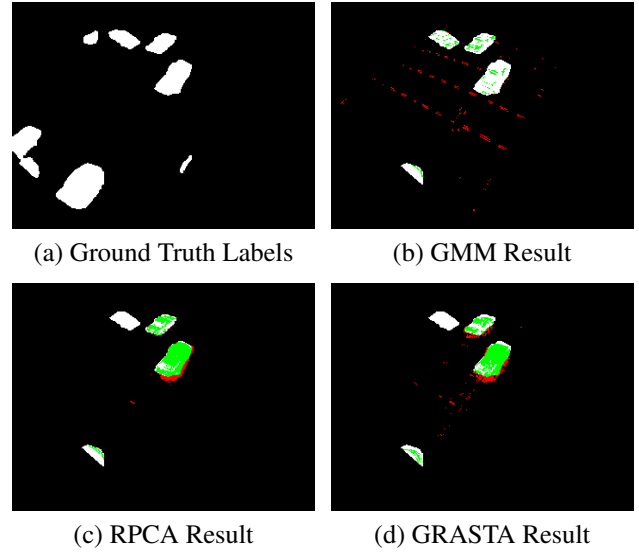 (a) Ground Truth Labels
(b) GMM Result
(c) RPCA Result
(d) GRASTA Result